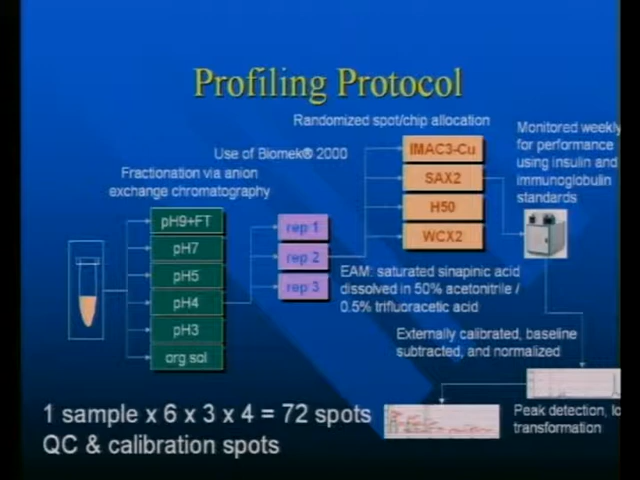 Profiling Protocol
Randomized spot/chip allocation
Use of Biomek® 2000
Fractionation via anion
exchange chromatography
Monitored weekly
for performance
using insulin and
immunoglobulin
standards
IMAC3-Cu
SAX2
H50
WCX2
pH9+FT
pH7
pH5
pH4
pH3
org sol
rep 1
rep 2
rep 3
EAM: saturated sinapinic acid
dissolved in 50% acetonitrile /
0.5% trifluoracetic acid
Externally calibrated, baseline
subtracted, and normalized
Peak detection, lo
transformation
1 sample x 6 x 3 x 4 = 72 spots
QC & calibration spots